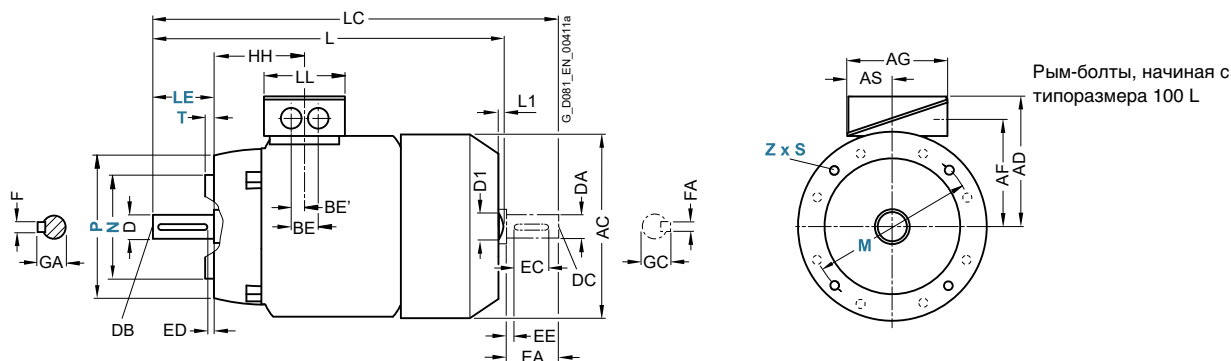 LC
L
HH
LL
LE
T
L1
G_D081_EN_00411a
F
GA
P
N
D
BE'
BE
D1
DA
AC
FA
GC
EC
DC
DB
ED
EE
EA
AG
AS
Рым-болты, начиная с
типоразмера 100 L
Z x S
AF
AD
M